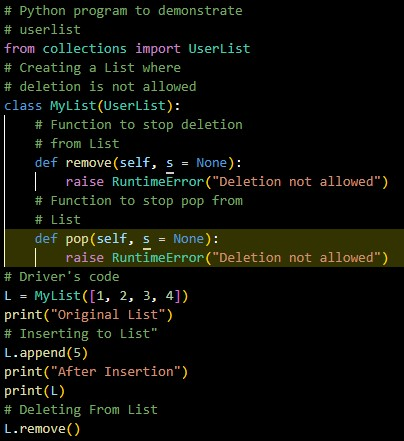 # Python program to demonstrate
# userlist
from collections import UserList
# Creating a List where
# deletion is not allowed
class MyList(UserList):
    # Function to stop deletion
    # from List
    def remove(self, s = None):
        raise RuntimeError("Deletion not allowed")
    # Function to stop pop from
    # List
    def pop(self, s = None):
        raise RuntimeError("Deletion not allowed")
# Driver's code
L = MyList([1, 2, 3, 4])
print("Original List")
# Inserting to List"
L.append(5)
print("After Insertion")
print(L)
# Deleting From List
L.remove()